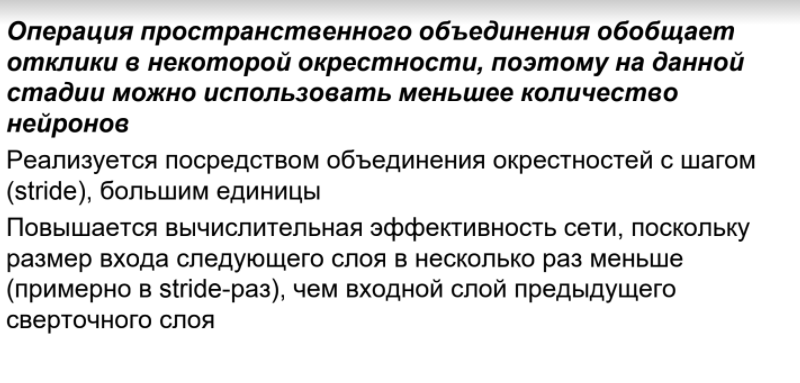 Операция пространственного объединения обобщает
отклики в некоторой окрестности, поэтому на данной
стадии можно использовать меньшее количество
нейронов
Реализуется посредством объединения окрестностей с шагом
(stride), большим единицы
Повышается вычислительная эффективность сети, поскольку
размер входа следующего слоя в несколько раз меньше
(примерно в stride-раз), чем входной слой предыдущего
сверточного слоя